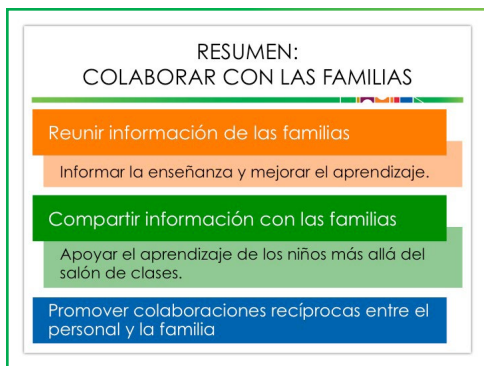 RESUMEN:
COLABORAR CON LAS FAMILIAS
Reunir información de las familias
Informar la enseñanza y mejorar el aprendizaje.
Compartir información con las familias
Apoyar el aprendizaje de los niños más allá del
salón de clases.
Promover colaboraciones recíprocas entre el
personal y la familia